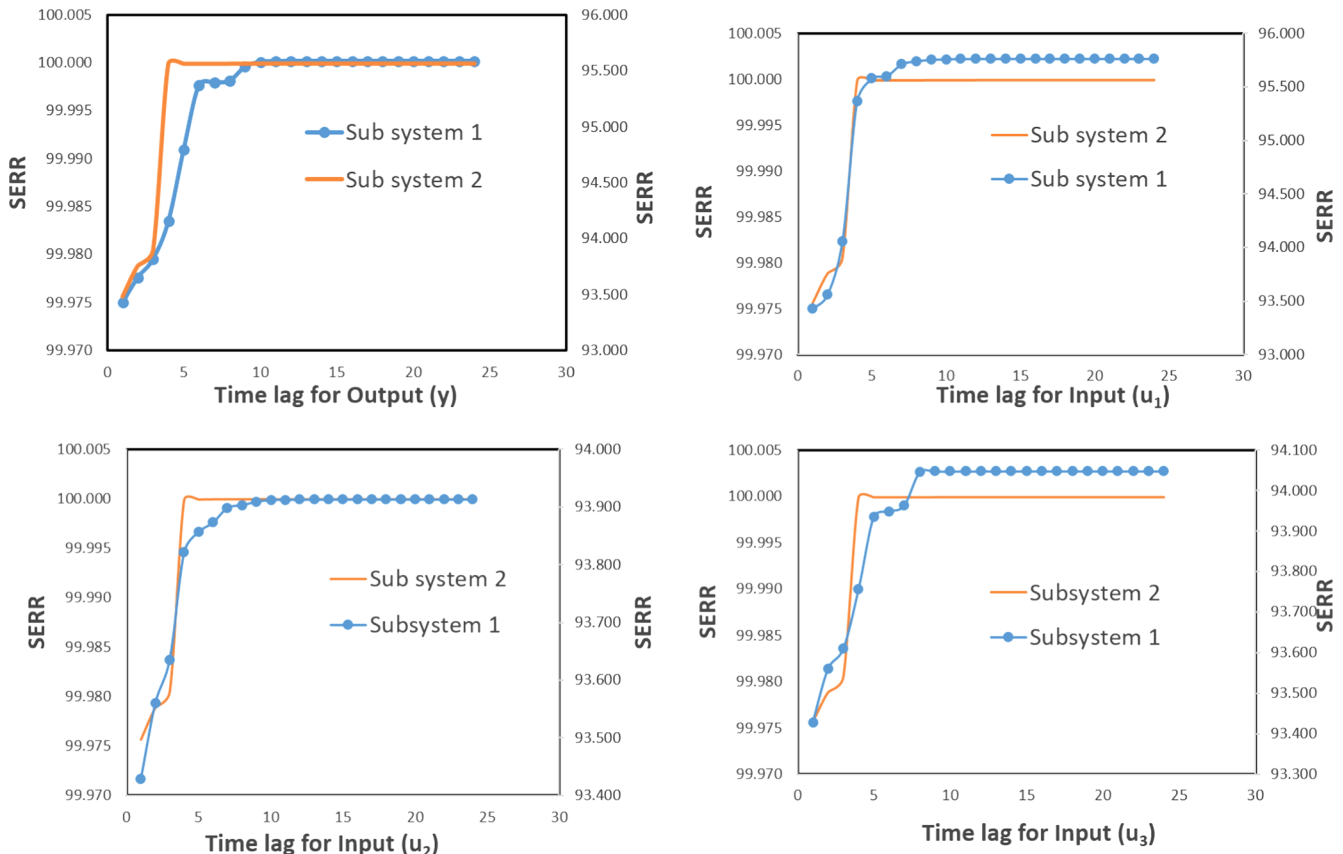 100.005
100.000
99.995
99.990
99.985
99.980
99.975
99.970
SERR
96.000
95.500
95.000
94.500
94.000
93.500
93.000
SERR
Sub system 1
Sub system 2
0 5 10 15 20 25 30
Time lag for Output (y)
100.005
100.000
99.995
99.990
99.985
99.980
99.975
99.970
SERR
96.000
95.500
95.000
94.500
94.000
93.500
93.000
SERR
Sub system 2
Sub system 1
0 5 10 15 20 25 30
Time lag for Input (u₁)
100.005
100.000
99.995
99.990
99.985
99.980
99.975
99.970
SERR
94.000
93.900
93.800
93.700
93.600
93.500
93.400
SERR
Sub system 2
Subsystem 1
0 5 10 15 20 25 30
Time lag for Input (u₂)
100.005
100.000
99.995
99.990
99.985
99.980
99.975
99.970
SERR
94.100
94.000
93.900
93.800
93.700
93.600
93.500
93.400
93.300
SERR
Subsystem 2
Subsystem 1
0 5 10 15 20 25 30
Time lag for Input (u₃)